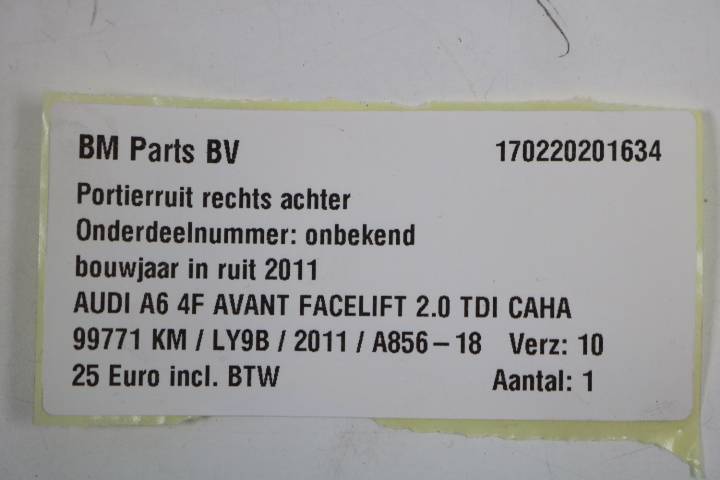 BM Parts BV 170220201634
Portierruit rechts achter
Onderdeelnummer: onbekend
bouwjaar in ruit 2011
AUDI A6 4F AVANT FACELIFT 2.0 TDI CAHA
99771 KM / LY9B / 2011 / A856-18 Verz: 10
25 Euro incl. BTW Aantal: 1